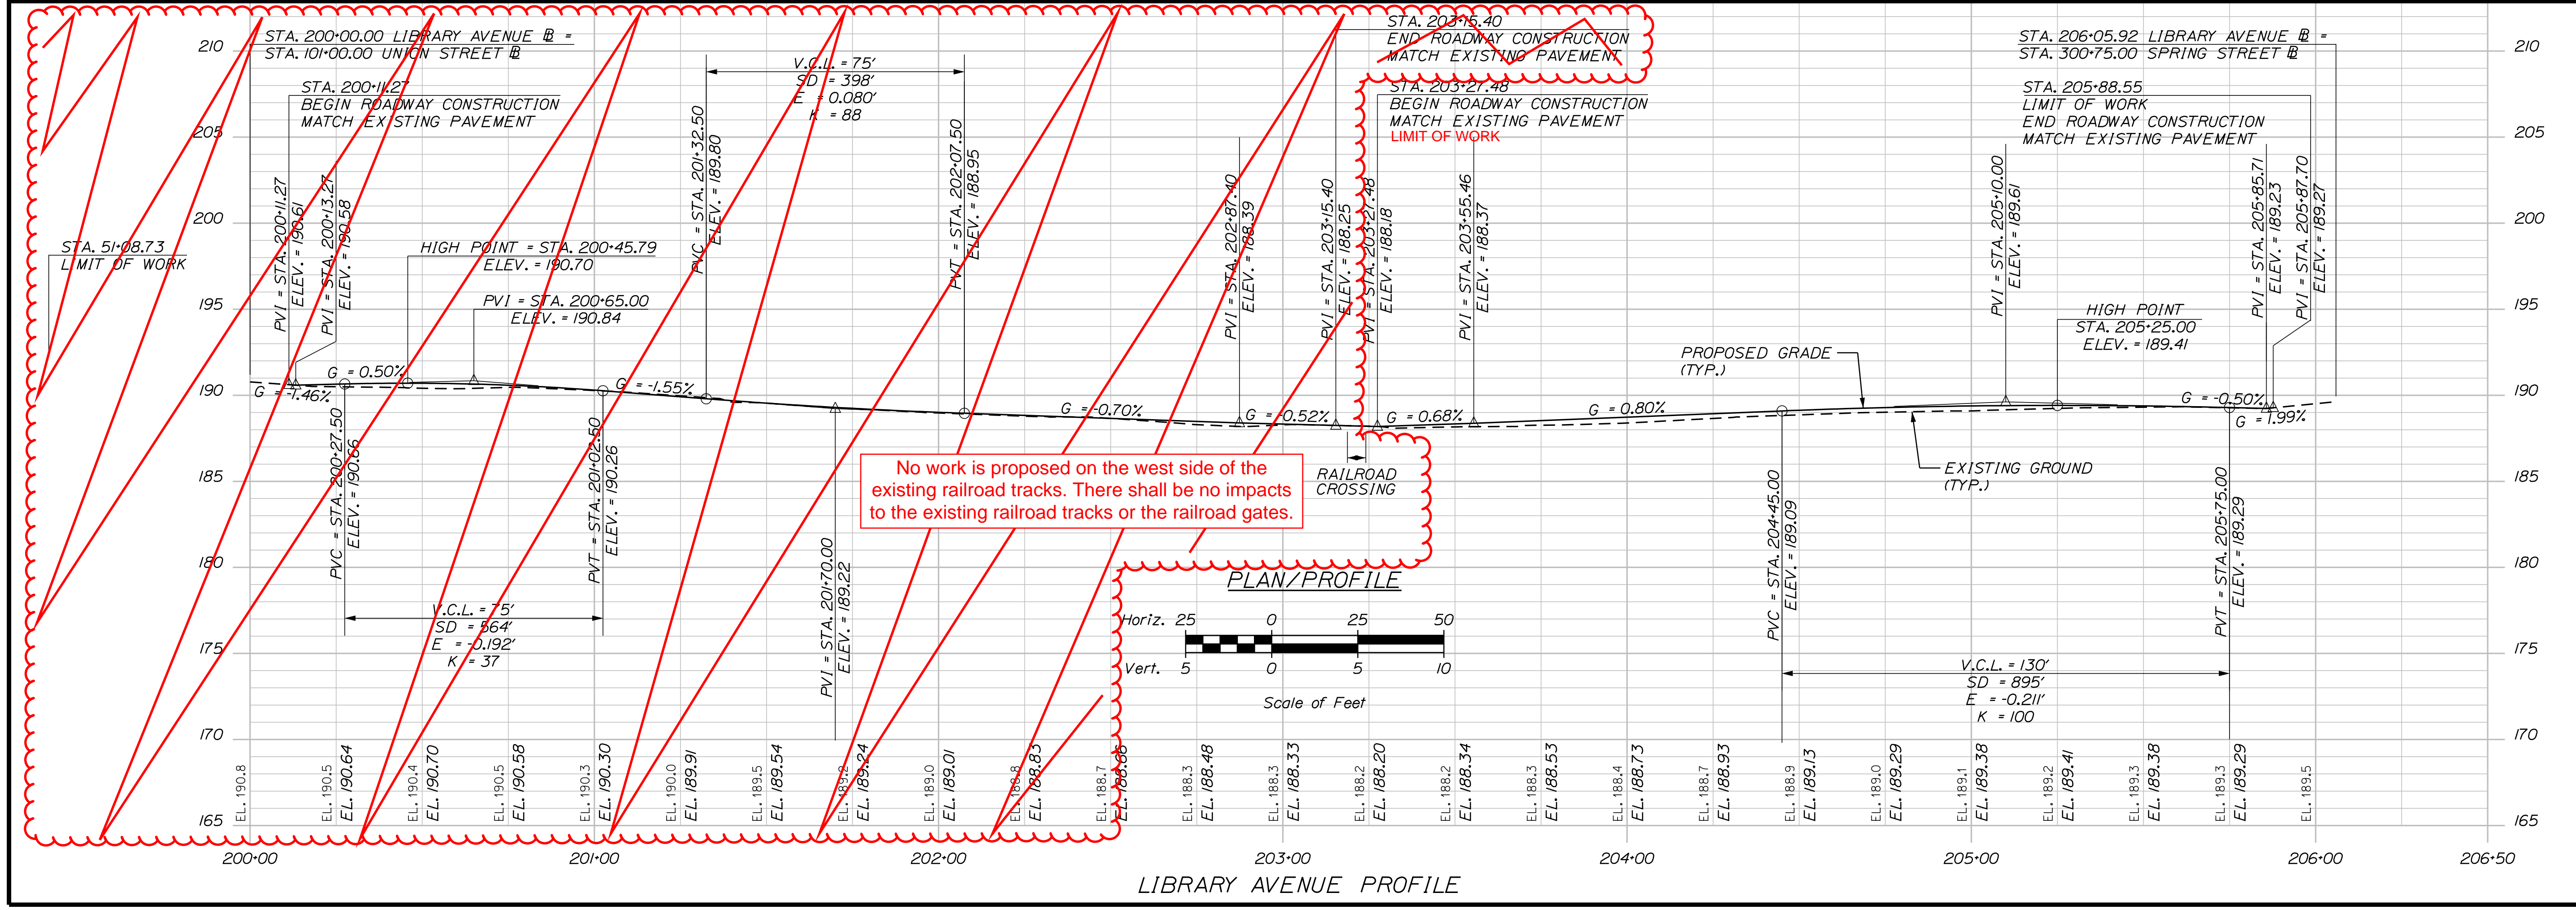 STA. 200+00.00 LIBRARY AVENUE BL =
STA. 101+00.00 UNION STREET BL
STA. 200+11.27
BEGIN ROADWAY CONSTRUCTION
MATCH EXISTING PAVEMENT
V.C.L. = 75'
SD = 398'
E = 0.080'
K = 88
STA. 203+15.40
END ROADWAY CONSTRUCTION
MATCH EXISTING PAVEMENT
STA. 203+27.48
BEGIN ROADWAY CONSTRUCTION
MATCH EXISTING PAVEMENT
LIMIT OF WORK
STA. 206+05.92 LIBRARY AVENUE BL =
STA. 300+75.00 SPRING STREET BL
STA. 205+88.55
LIMIT OF WORK
END ROADWAY CONSTRUCTION
MATCH EXISTING PAVEMENT
210
205
200
195
190
185
180
175
170
165
210
205
200
195
190
185
180
175
170
165
STA. 51+08.73
LIMIT OF WORK
PVI = STA. 200+11.27
ELEV. = 190.61
PVI = STA. 200+13.27
ELEV. = 190.58
HIGH POINT = STA. 200+45.79
ELEV. = 190.70
PVI = STA. 200+65.00
ELEV. = 190.84
PVC = STA. 201+32.50
ELEV. = 189.80
PVT = STA. 202+07.50
ELEV. = 188.95
PVI = STA. 202+87.40
ELEV. = 188.39
PVI = STA. 203+15.40
ELEV. = 188.25
PVI = STA. 203+27.48
ELEV. = 188.18
PVI = STA. 203+55.46
ELEV. = 188.37
PVI = STA. 205+10.00
ELEV. = 189.61
PVI = STA. 205+85.71
ELEV. = 189.23
PVI = STA. 205+87.70
ELEV. = 189.27
HIGH POINT
STA. 205+25.00
ELEV. = 189.41
PROPOSED GRADE
(TYP.)
G = -1.46%
G = 0.50%
G = -1.55%
G = -0.70%
G = -0.52%
G = 0.68%
G = 0.80%
G = -0.50%
G = 1.99%
PVC = STA. 200+27.50
ELEV. = 190.66
PVT = STA. 201+02.50
ELEV. = 190.26
No work is proposed on the west side of the
existing railroad tracks. There shall be no impacts
to the existing railroad tracks or the railroad gates.
RAILROAD
CROSSING
EXISTING GROUND
(TYP.)
PVI = STA. 201+70.00
ELEV. = 189.22
PVC = STA. 204+45.00
ELEV. = 189.09
PVT = STA. 205+75.00
ELEV. = 189.29
V.C.L. = 75'
SD = 564'
E = -0.192'
K = 37
PLAN/PROFILE
Horiz. 25 0 25 50
Vert. 5 0 5 10
Scale of Feet
V.C.L. = 130'
SD = 895'
E = -0.211'
K = 100
EL. 190.8
EL. 190.5
EL. 190.64
EL. 190.4
EL. 190.70
EL. 190.5
EL. 190.58
EL. 190.3
EL. 190.30
EL. 190.0
EL. 189.91
EL. 189.5
EL. 189.54
EL. 189.2
EL. 189.24
EL. 189.0
EL. 189.01
EL. 188.8
EL. 188.83
EL. 188.7
EL. 188.66
EL. 188.3
EL. 188.48
EL. 188.3
EL. 188.33
EL. 188.2
EL. 188.20
EL. 188.2
EL. 188.34
EL. 188.3
EL. 188.53
EL. 188.4
EL. 188.73
EL. 188.7
EL. 188.93
EL. 188.9
EL. 189.13
EL. 189.0
EL. 189.29
EL. 189.1
EL. 189.38
EL. 189.2
EL. 189.41
EL. 189.3
EL. 189.38
EL. 189.3
EL. 189.29
EL. 189.5
200+00
201+00
202+00
203+00
204+00
205+00
206+00
206+50
LIBRARY AVENUE PROFILE